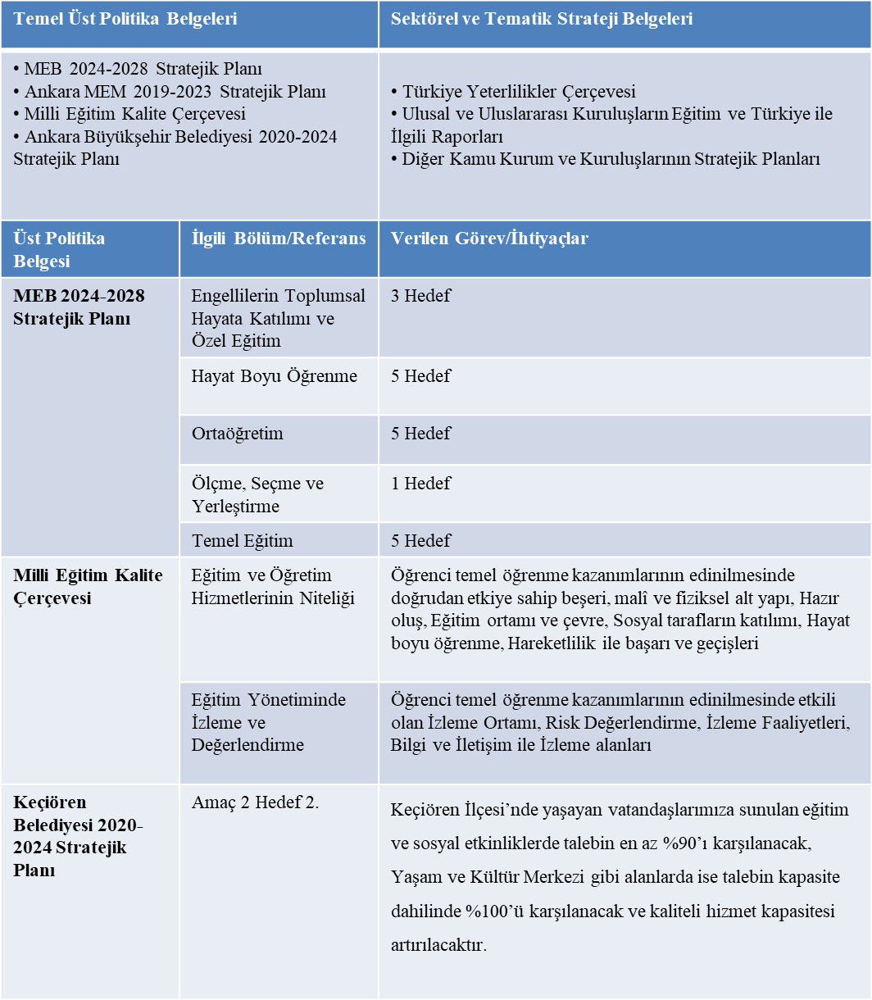 Temel Üst Politika Belgeleri
Sektörel ve Tematik Strateji Belgeleri
• MEB 2024-2028 Stratejik Planı
• Ankara MEM 2019-2023 Stratejik Planı
• Milli Eğitim Kalite Çerçevesi
• Ankara Büyükşehir Belediyesi 2020-2024
Stratejik Planı
• Türkiye Yeterlilikler Çerçevesi
• Ulusal ve Uluslararası Kuruluşların Eğitim ve Türkiye ile
İlgili Raporları
• Diğer Kamu Kurum ve Kuruluşlarının Stratejik Planları
Üst Politika
Belgesi
İlgili Bölüm/Referans
Verilen Görev/İhtiyaçlar
MEB 2024-2028
Stratejik Planı
Engellilerin Toplumsal
Hayata Katılımı ve
Özel Eğitim
3 Hedef
Hayat Boyu Öğrenme
5 Hedef
Ortaöğretim
5 Hedef
Ölçme, Seçme ve
Yerleştirme
1 Hedef
Temel Eğitim
5 Hedef
Milli Eğitim Kalite
Çerçevesi
Eğitim ve Öğretim
Hizmetlerinin Niteliği
Öğrenci temel öğrenme kazanımlarının edinilmesinde
doğrudan etkiye sahip beşeri, malî ve fiziksel alt yapı, Hazır
oluş, Eğitim ortamı ve çevre, Sosyal tarafların katılımı, Hayat
boyu öğrenme, Hareketlilik ile başarı ve geçişleri
Eğitim Yönetiminde
İzleme ve
Değerlendirme
Öğrenci temel öğrenme kazanımlarının edinilmesinde etkili
olan İzleme Ortamı, Risk Değerlendirme, İzleme Faaliyetleri,
Bilgi ve İletişim ile İzleme alanları
Keçiören
Belediyesi 2020-
2024 Stratejik
Planı
Amaç 2 Hedef 2.
Keçiören İlçesi’nde yaşayan vatandaşlarımıza sunulan eğitim
ve sosyal etkinliklerde talebin en az %90’ı karşılanacak,
Yaşam ve Kültür Merkezi gibi alanlarda ise talebin kapasite
dahilinde %100’ü karşılanacak ve kaliteli hizmet kapasitesi
artırılacaktır.